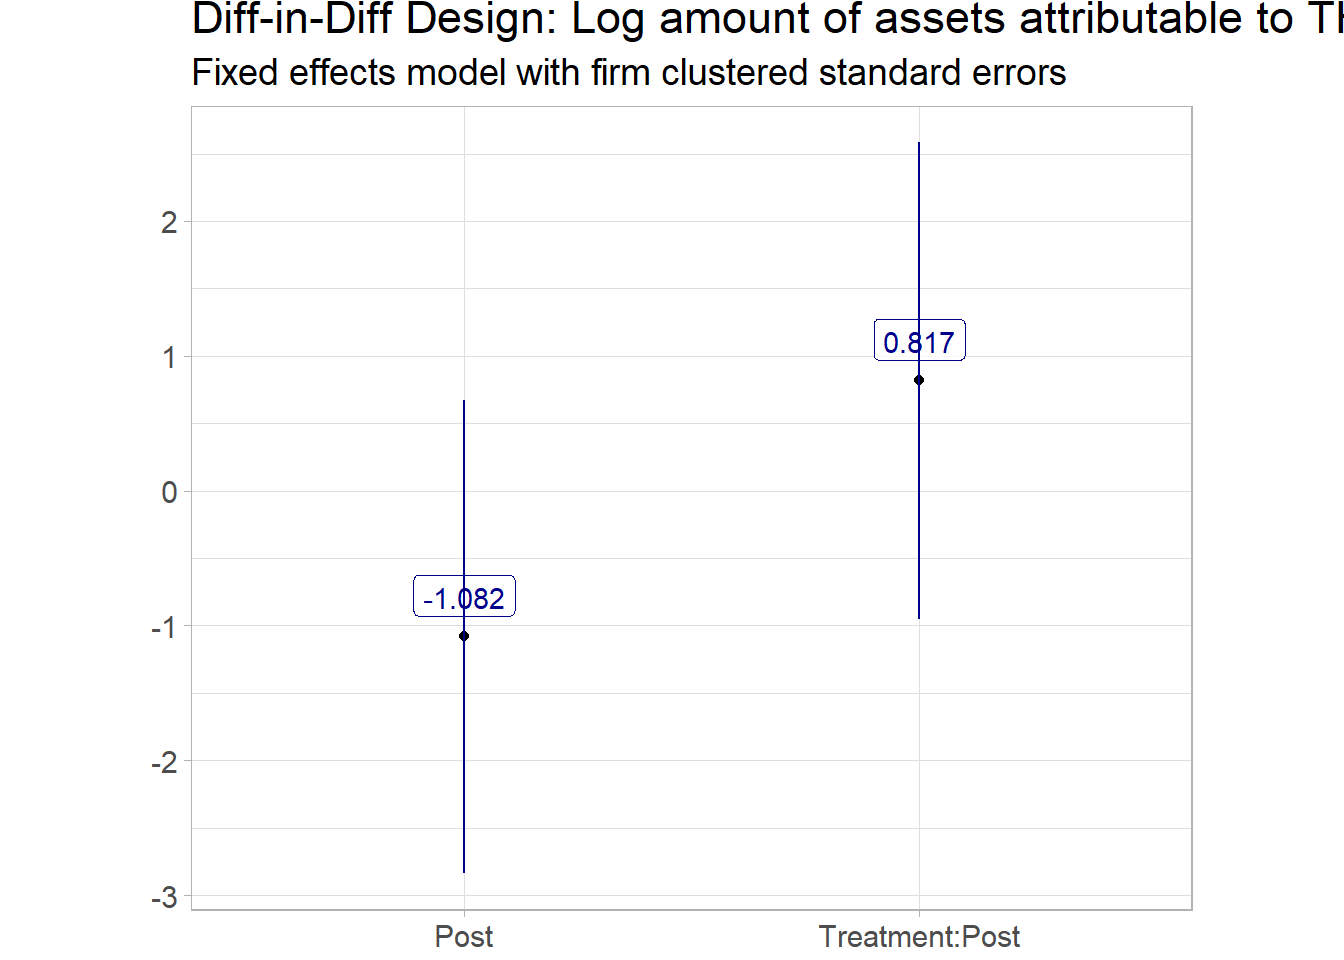 Diff-in-Diff Design: Log amount of assets attributable to
Fixed effects model with firm clustered standard errors
2
1
0
-1
-2
-3
0.817
-1.082
Post
Treatment:Post